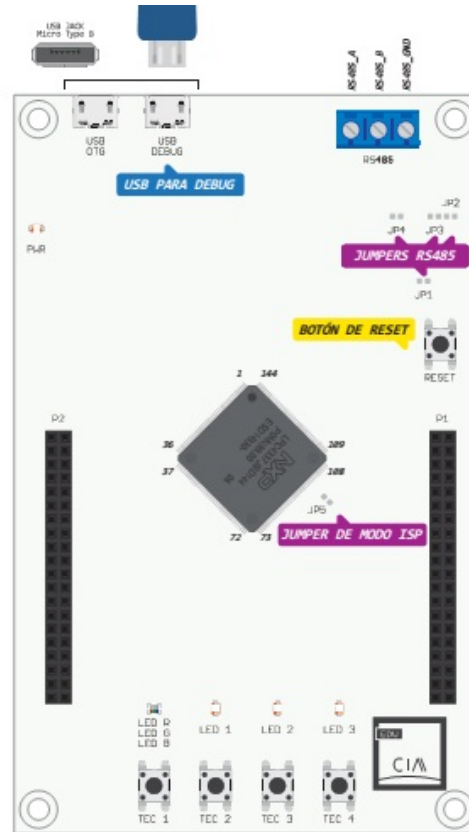 USB JACK
Micro Type B
RS485_A
RS485_B
RS485_GND
USB
OTG
USB
DEBUG
RS485
USB PARA DEBUG
JP2
JP4
JP3
PWR
JUMPERS RS485
JP1
BOTÓN DE RESET
RESET
1
144
P2
P1
36
109
37
108
NXP
JP5
72
73
JUMPER DE MODO ISP
LED R
LED G
LED B
LED 1
LED 2
LED 3
EDU
CIAA
TEC 1
TEC 2
TEC 3
TEC 4